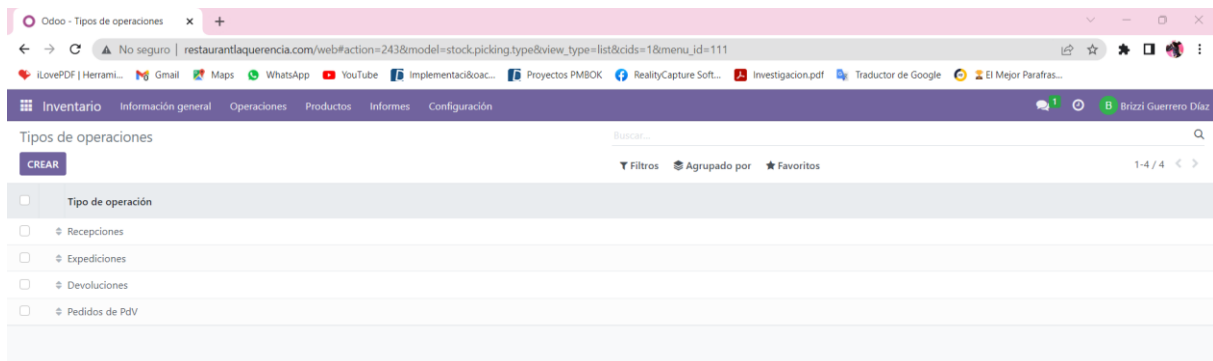 Odoo - Tipos de operaciones
No seguro | restaurantlaquerencia.com/web#action=243&model=stock.picking.type&view_type=list&cids=1&menu_id=111
iLovePDF | Herrami... Gmail Maps WhatsApp YouTube Implementaci&oac... Proyectos PMBOK RealityCapture Soft... Investigacion.pdf Traductor de Google El Mejor Parafras...
Inventario Información general Operaciones Productos Informes Configuración 1 B Brizzi Guerrero Díaz
Tipos de operaciones Buscar...
CREAR Filtros Agrupado por Favoritos 1-4 / 4
Tipo de operación
Recepciones
Expediciones
Devoluciones
Pedidos de PdV